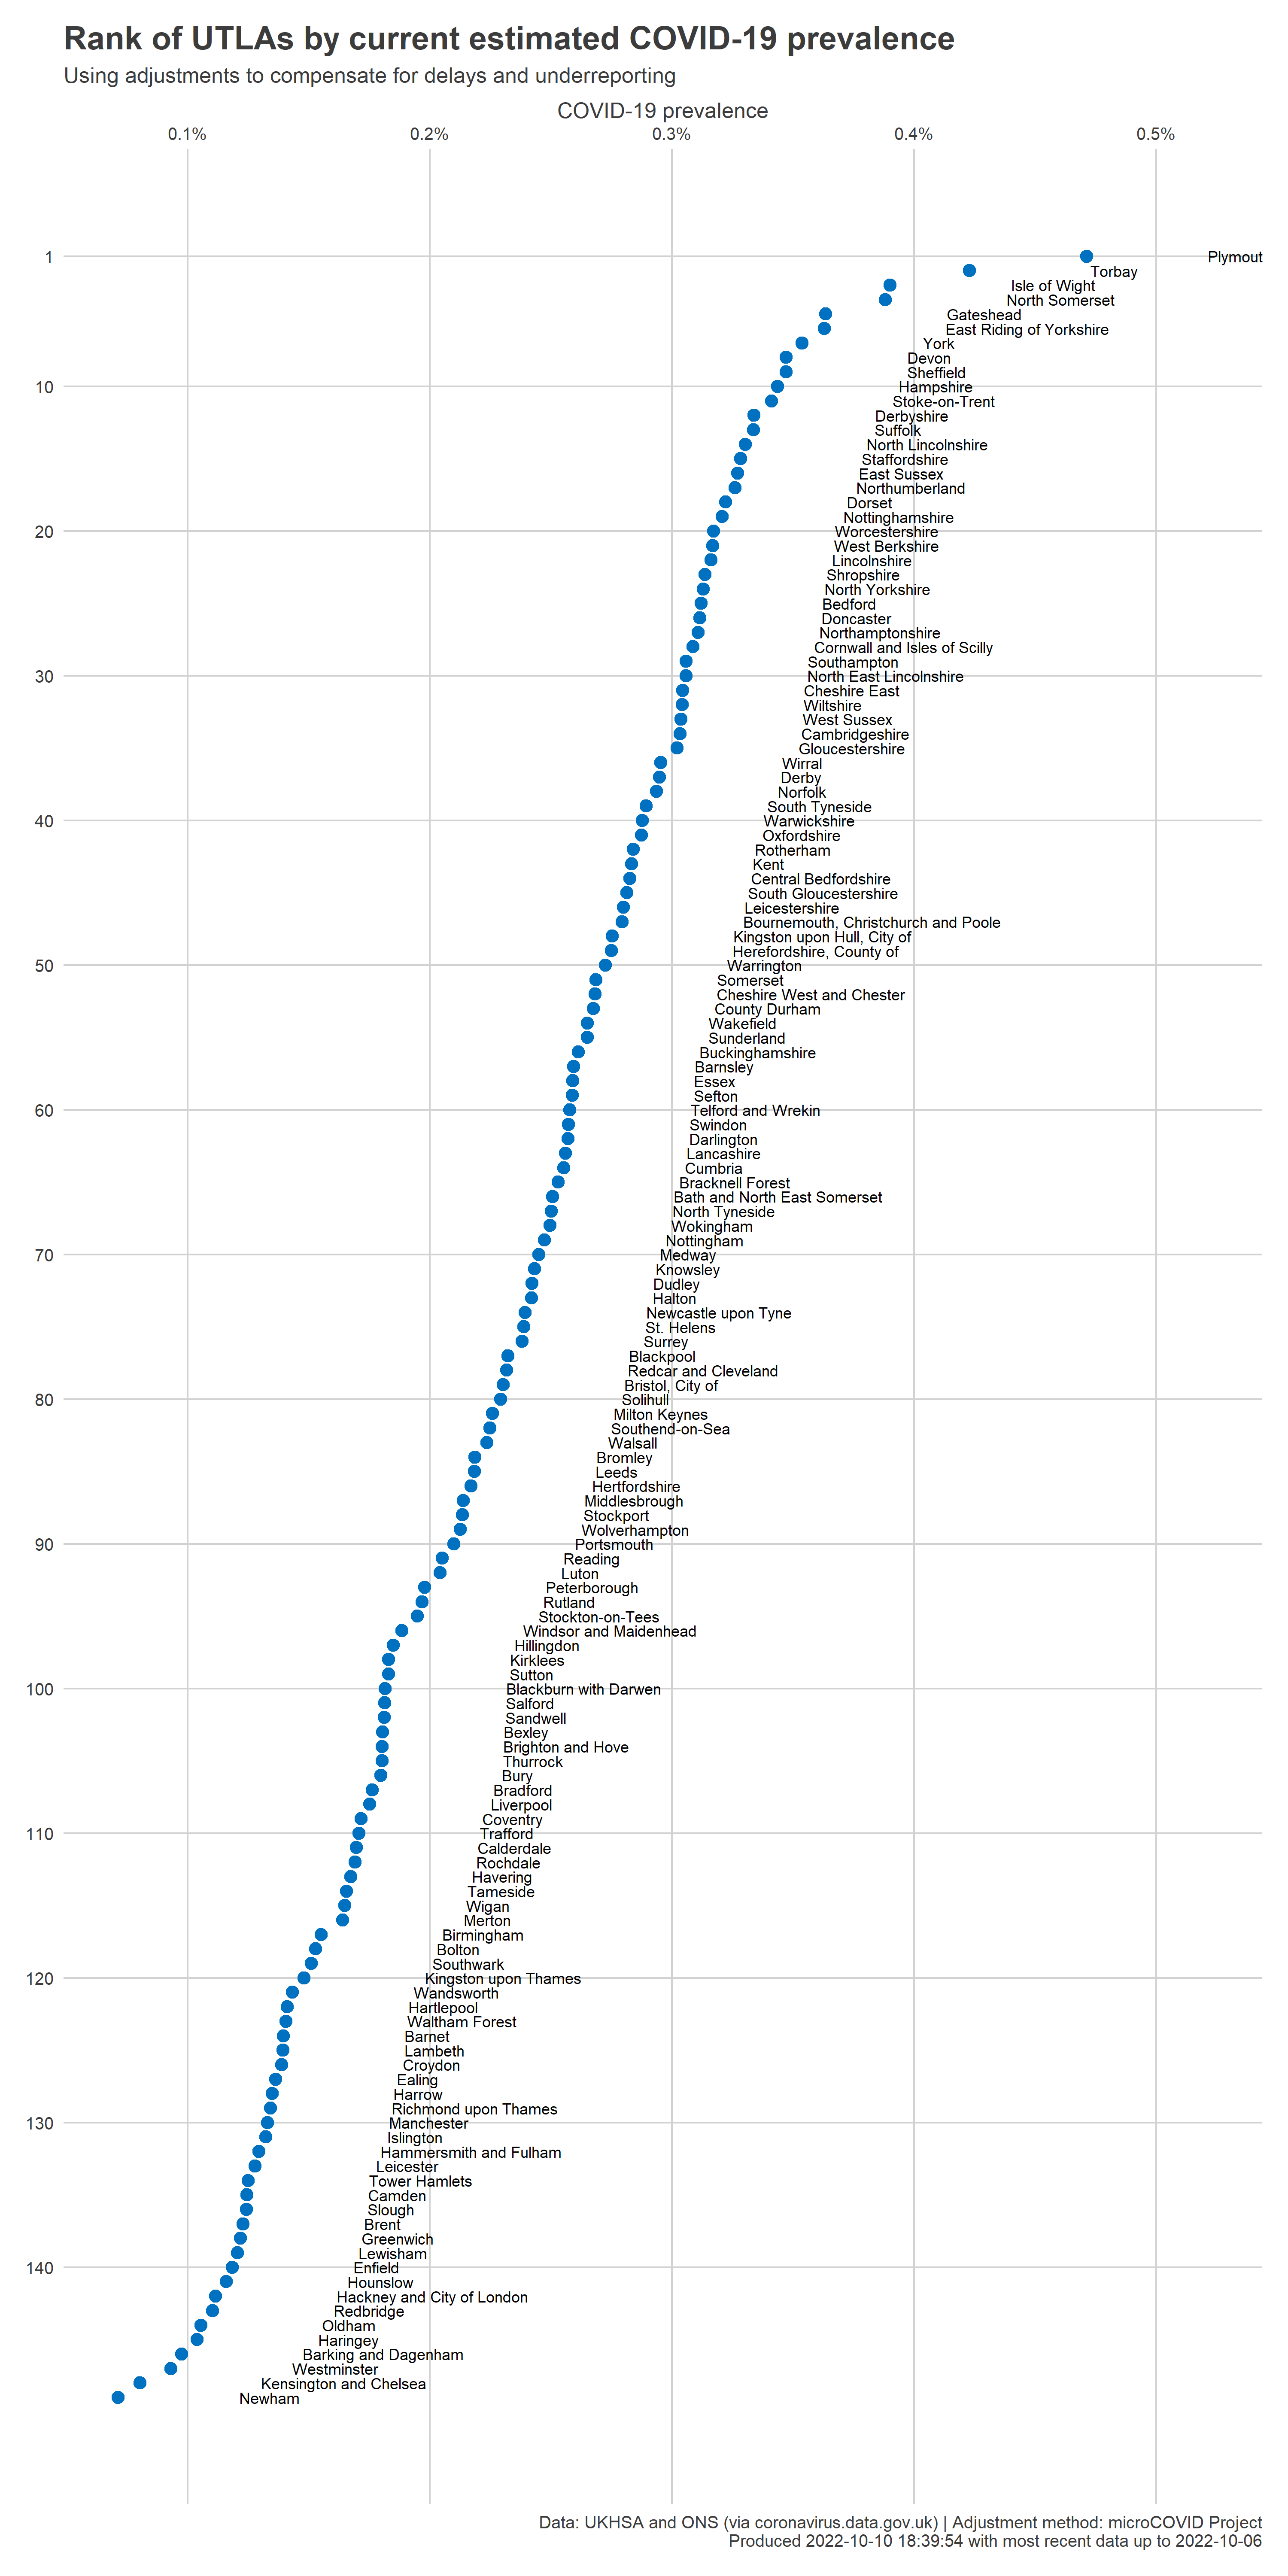 Rank of UTLAs by current estimated COVID-19 prevalence
Using adjustments to compensate for delays and underreporting
COVID-19 prevalence
0.1% 0.2% 0.3% 0.4% 0.5%
1 Plymout
Torbay
Isle of Wight
North Somerset
Gateshead
East Riding of Yorkshire
York
Devon
Sheffield
10 Hampshire
Stoke-on-Trent
Derbyshire
Suffolk
North Lincolnshire
Staffordshire
East Sussex
Northumberland
Dorset
Nottinghamshire
20 Worcestershire
West Berkshire
Lincolnshire
Shropshire
North Yorkshire
Bedford
Doncaster
Northamptonshire
Cornwall and Isles of Scilly
Southampton
30 North East Lincolnshire
Cheshire East
Wiltshire
West Sussex
Cambridgeshire
Gloucestershire
Wirral
Derby
Norfolk
South Tyneside
40 Warwickshire
Oxfordshire
Rotherham
Kent
Central Bedfordshire
South Gloucestershire
Leicestershire
Bournemouth, Christchurch and Poole
Kingston upon Hull, City of
Herefordshire, County of
50 Warrington
Somerset
Cheshire West and Chester
County Durham
Wakefield
Sunderland
Buckinghamshire
Barnsley
Essex
Sefton
60 Telford and Wrekin
Swindon
Darlington
Lancashire
Cumbria
Bracknell Forest
Bath and North East Somerset
North Tyneside
Wokingham
Nottingham
70 Medway
Knowsley
Dudley
Halton
Newcastle upon Tyne
St. Helens
Surrey
Blackpool
Redcar and Cleveland
Bristol, City of
80 Solihull
Milton Keynes
Southend-on-Sea
Walsall
Bromley
Leeds
Hertfordshire
Middlesbrough
Stockport
Wolverhampton
90 Portsmouth
Reading
Luton
Peterborough
Rutland
Stockton-on-Tees
Windsor and Maidenhead
Hillingdon
Kirklees
Sutton
100 Blackburn with Darwen
Salford
Sandwell
Bexley
Brighton and Hove
Thurrock
Bury
Bradford
Liverpool
Coventry
110 Trafford
Calderdale
Rochdale
Havering
Tameside
Wigan
Merton
Birmingham
Bolton
Southwark
120 Kingston upon Thames
Wandsworth
Hartlepool
Waltham Forest
Barnet
Lambeth
Croydon
Ealing
Harrow
Richmond upon Thames
130 Manchester
Islington
Hammersmith and Fulham
Leicester
Tower Hamlets
Camden
Slough
Brent
Greenwich
Lewisham
140 Enfield
Hounslow
Hackney and City of London
Redbridge
Oldham
Haringey
Barking and Dagenham
Westminster
Kensington and Chelsea
Newham
Data: UKHSA and ONS (via coronavirus.data.gov.uk) | Adjustment method: microCOVID Project
Produced 2022-10-10 18:39:54 with most recent data up to 2022-10-06